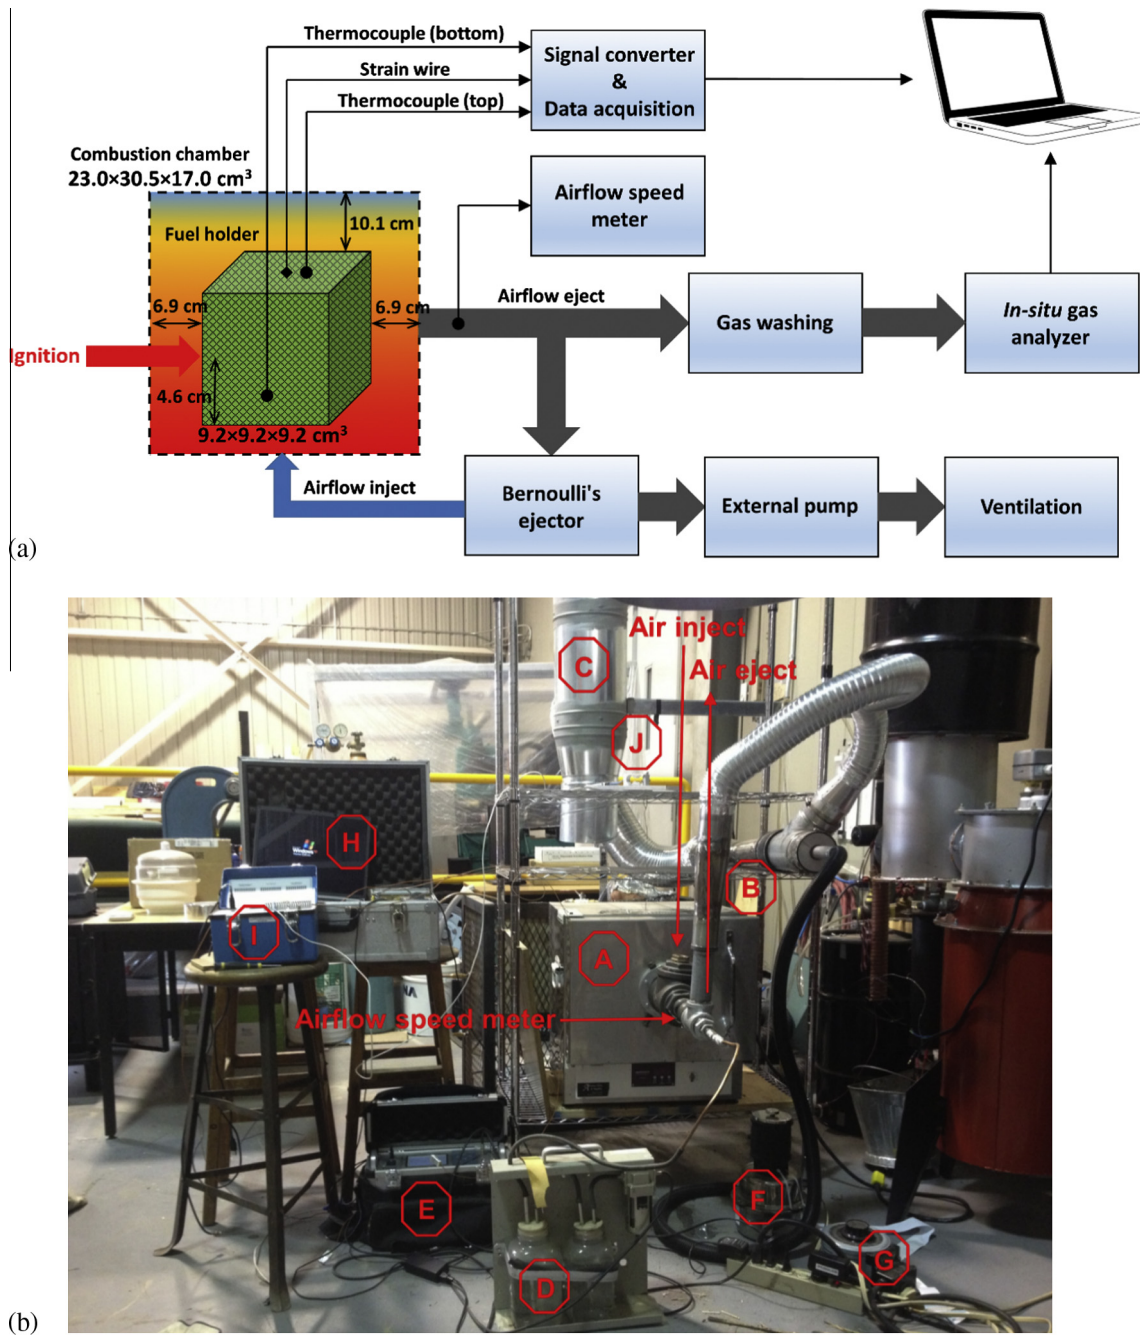 Thermocouple (bottom)
Strain wire
Thermocouple (top)
Signal converter
&
Data acquisition
Combustion chamber
23.0×30.5×17.0 cm³
Airflow speed
meter
10.1 cm
Fuel holder
6.9 cm
6.9 cm
Airflow eject
Gas washing
In-situ gas
analyzer
Ignition
4.6 cm
9.2×9.2×9.2 cm³
Airflow inject
Bernoulli's
ejector
External pump
Ventilation
(a)
Air inject
C
Air eject
J
H
B
I
A
Airflow speed meter
F
E
G
D
(b)